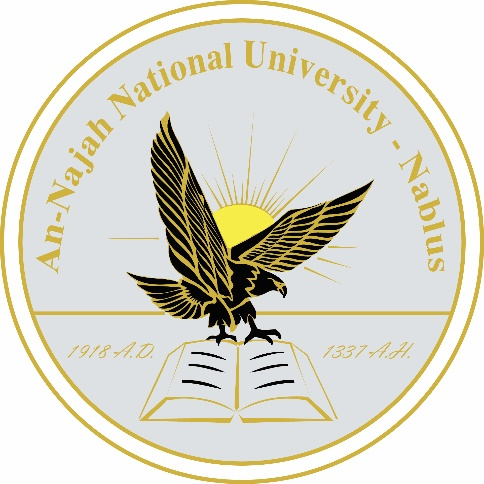 An-Najah National University - Nablus
1918 A.D.
1337 A.H.